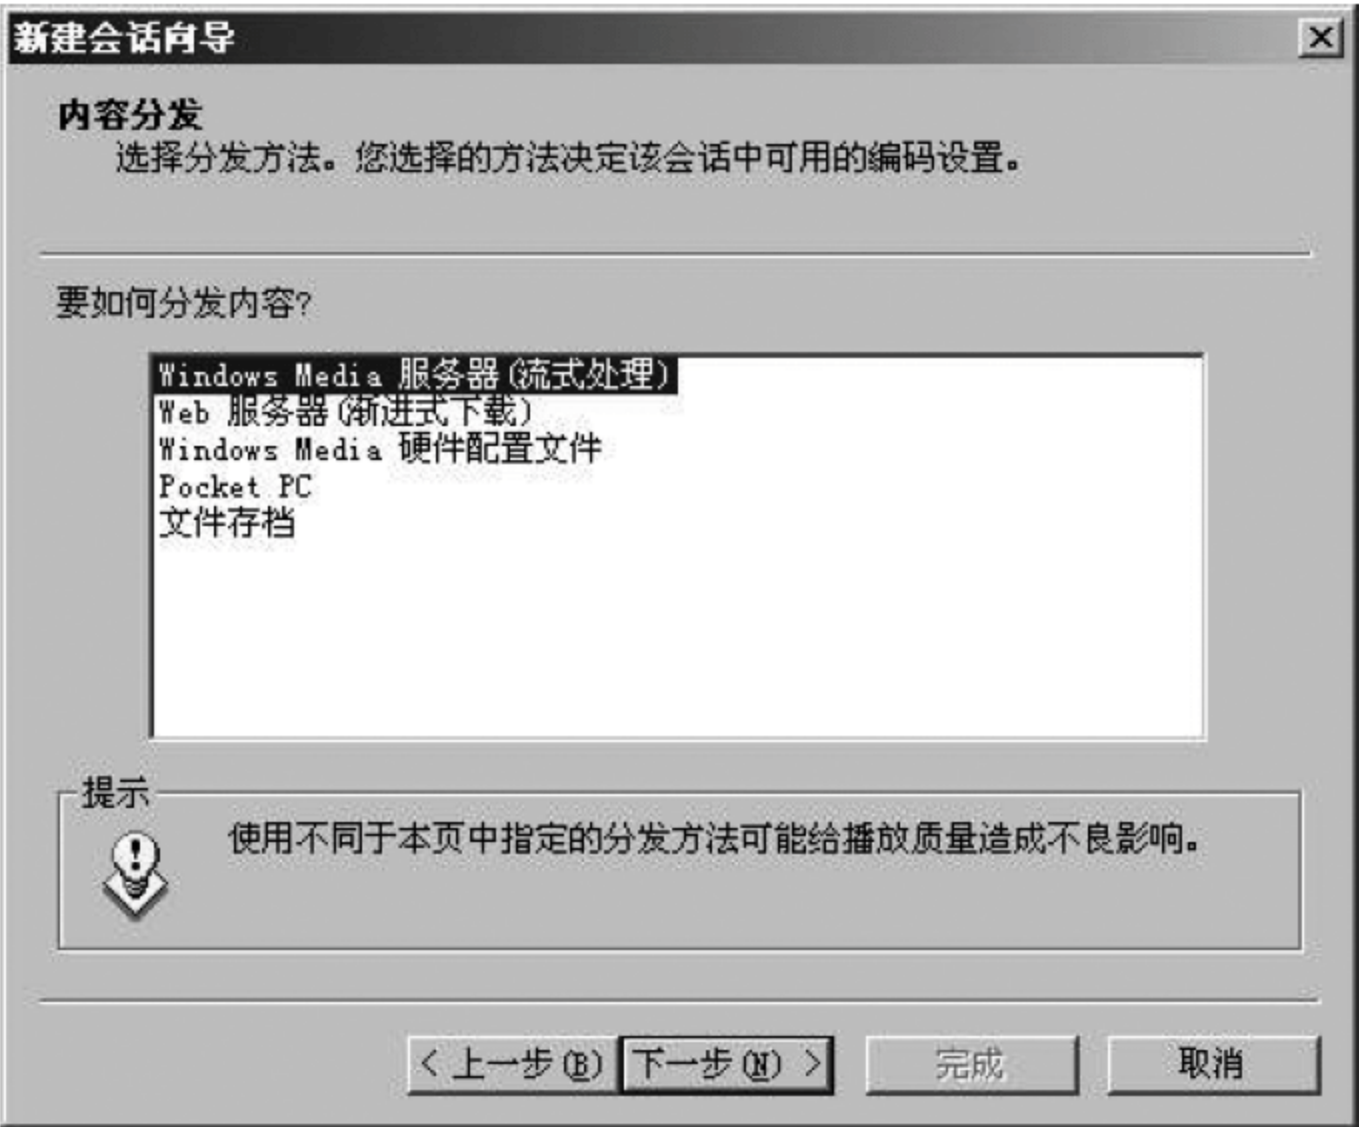 新建会话向导
内容分发
选择分发方法。您选择的方法决定该会话中可用的编码设置。
要如何分发内容?
Windows Media 服务器(流式处理)
Web 服务器(渐进式下载)
Windows Media 硬件配置文件
Pocket PC
文件存档
提示
使用不同于本页中指定的分发方法可能给播放质量造成不良影响。
< 上一步(B) 下一步(N) > 完成 取消